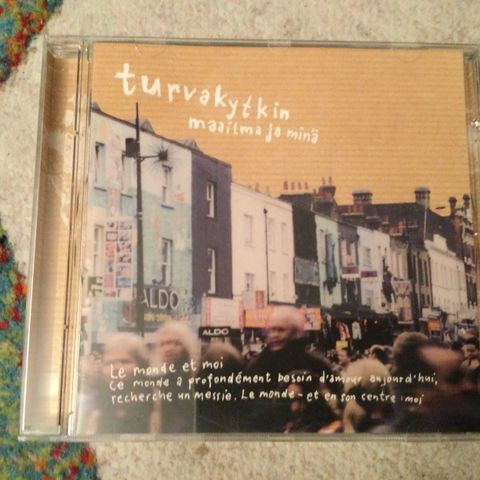 turvakytkin
maailma ja minä
ALDO
ALDO
Le monde et moi
Ce monde a profondément besoin d'amour aujourd'hui,
recherche un messie. Le monde - et en son centre : moi